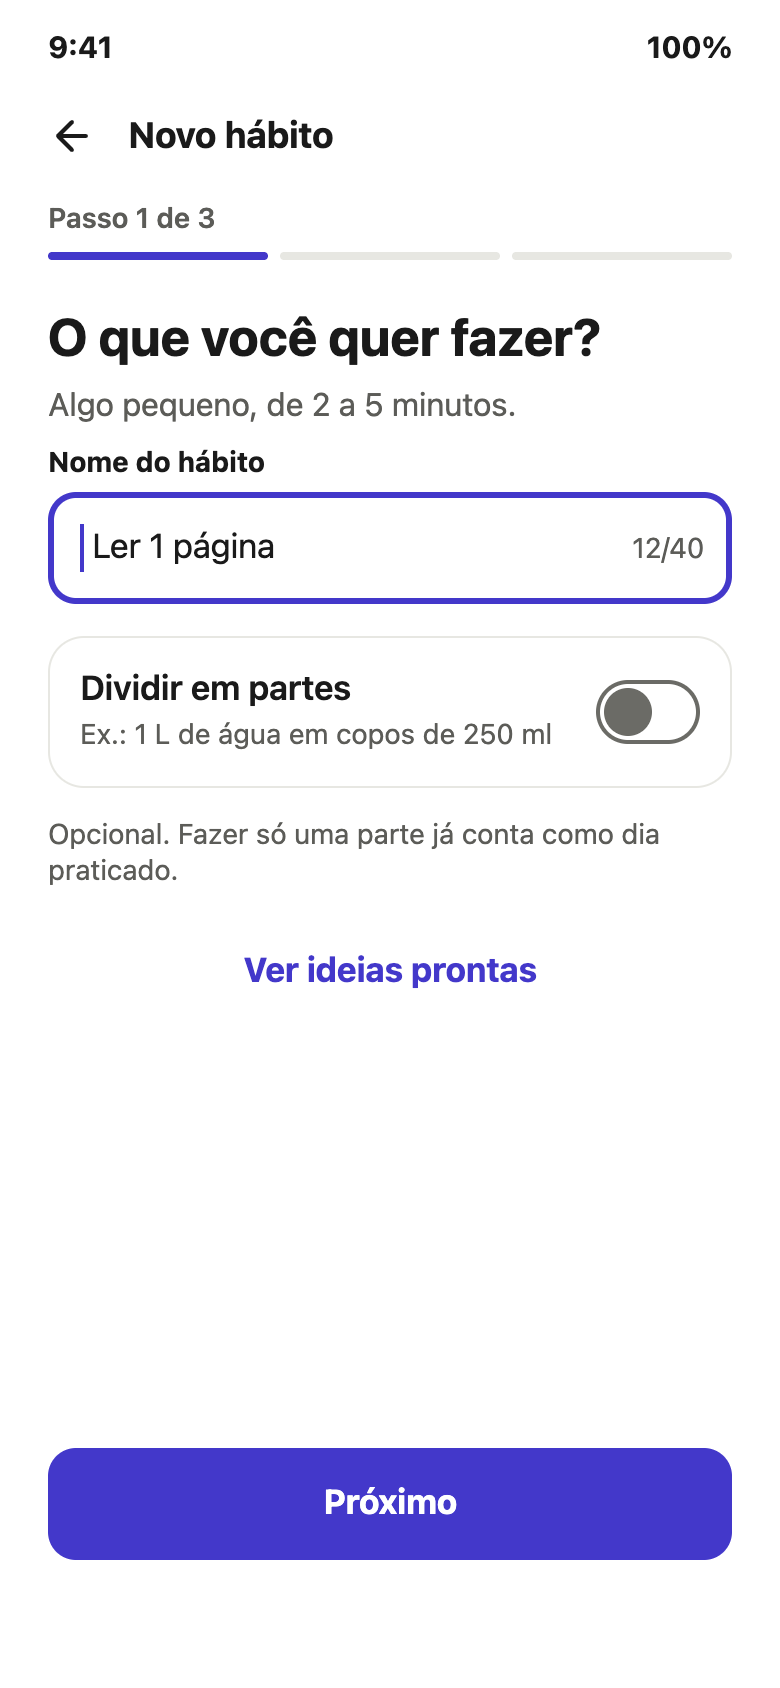 9:41
100%
Novo hábito
Passo 1 de 3
O que você quer fazer?
Algo pequeno, de 2 a 5 minutos.
Nome do hábito
Ler 1 página
12/40
Dividir em partes
Ex.: 1 L de água em copos de 250 ml
Opcional. Fazer só uma parte já conta como dia
praticado.
Ver ideias prontas
Próximo